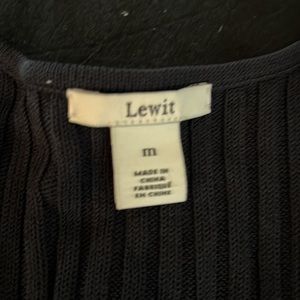 Lewit
m
MADE IN
CHINA
FABRIQUÉ
EN CHINE